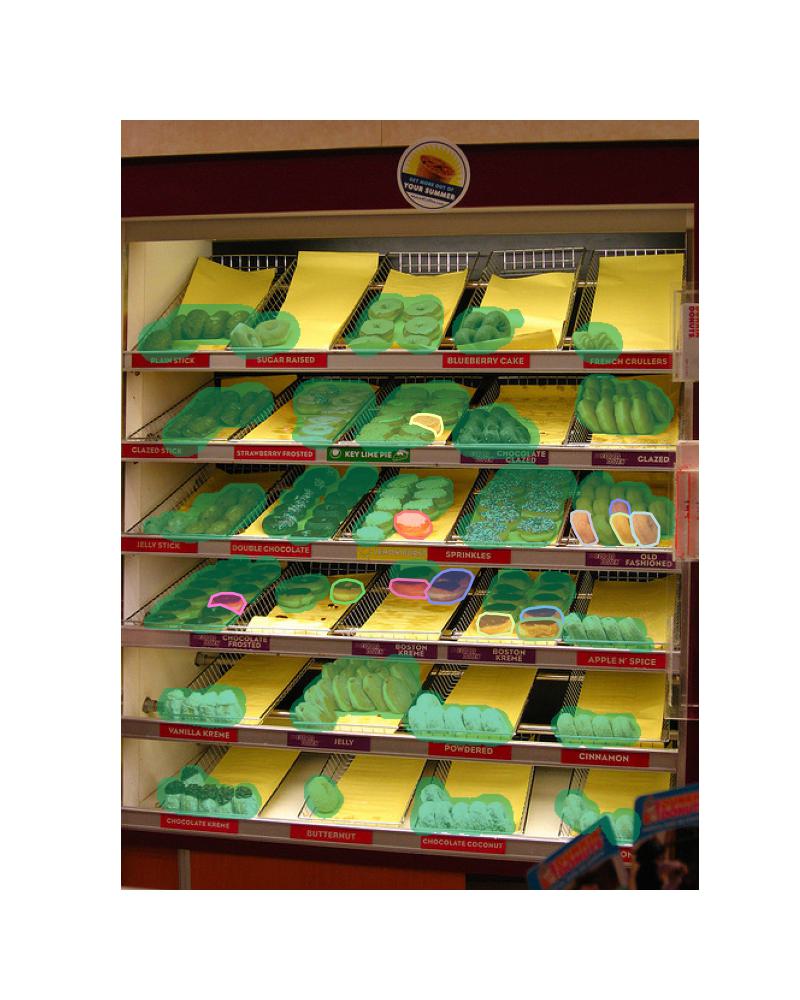 GET MORE OUT OF
YOUR SUMMER
DONUTS
PLAIN STICK
SUGAR RAISED
BLUEBERRY CAKE
FRENCH CRULLERS
GLAZED STICK
STRAWBERRY FROSTED
KEY LIME PIE
CHOCOLATE
GLAZED
GLAZED
JELLY STICK
DOUBLE CHOCOLATE
SPRINKLES
OLD
FASHIONED
CHOCOLATE
FROSTED
BOSTON
KREME
BOSTON
KREME
APPLE N' SPICE
VANILLA KREME
JELLY
POWDERED
CINNAMON
CHOCOLATE KREME
BUTTERNUT
CHOCOLATE COCONUT